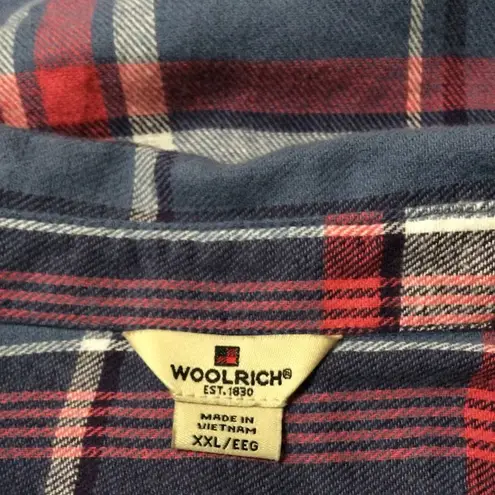 WOOLRICH®
EST. 1830
MADE IN
VIETNAM
XXL/EEG